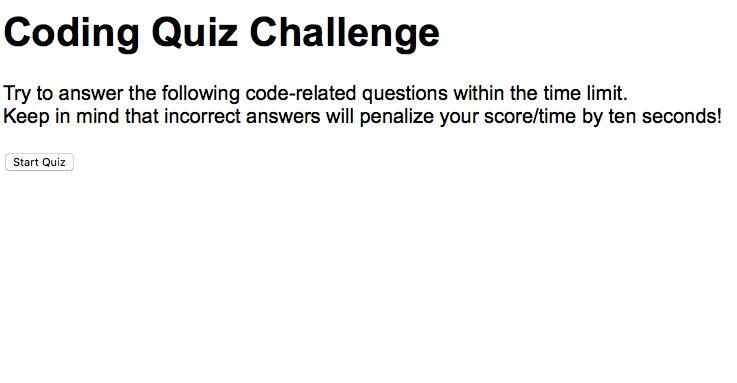 Coding Quiz Challenge
Try to answer the following code-related questions within the time limit.
Keep in mind that incorrect answers will penalize your score/time by ten seconds!
Start Quiz